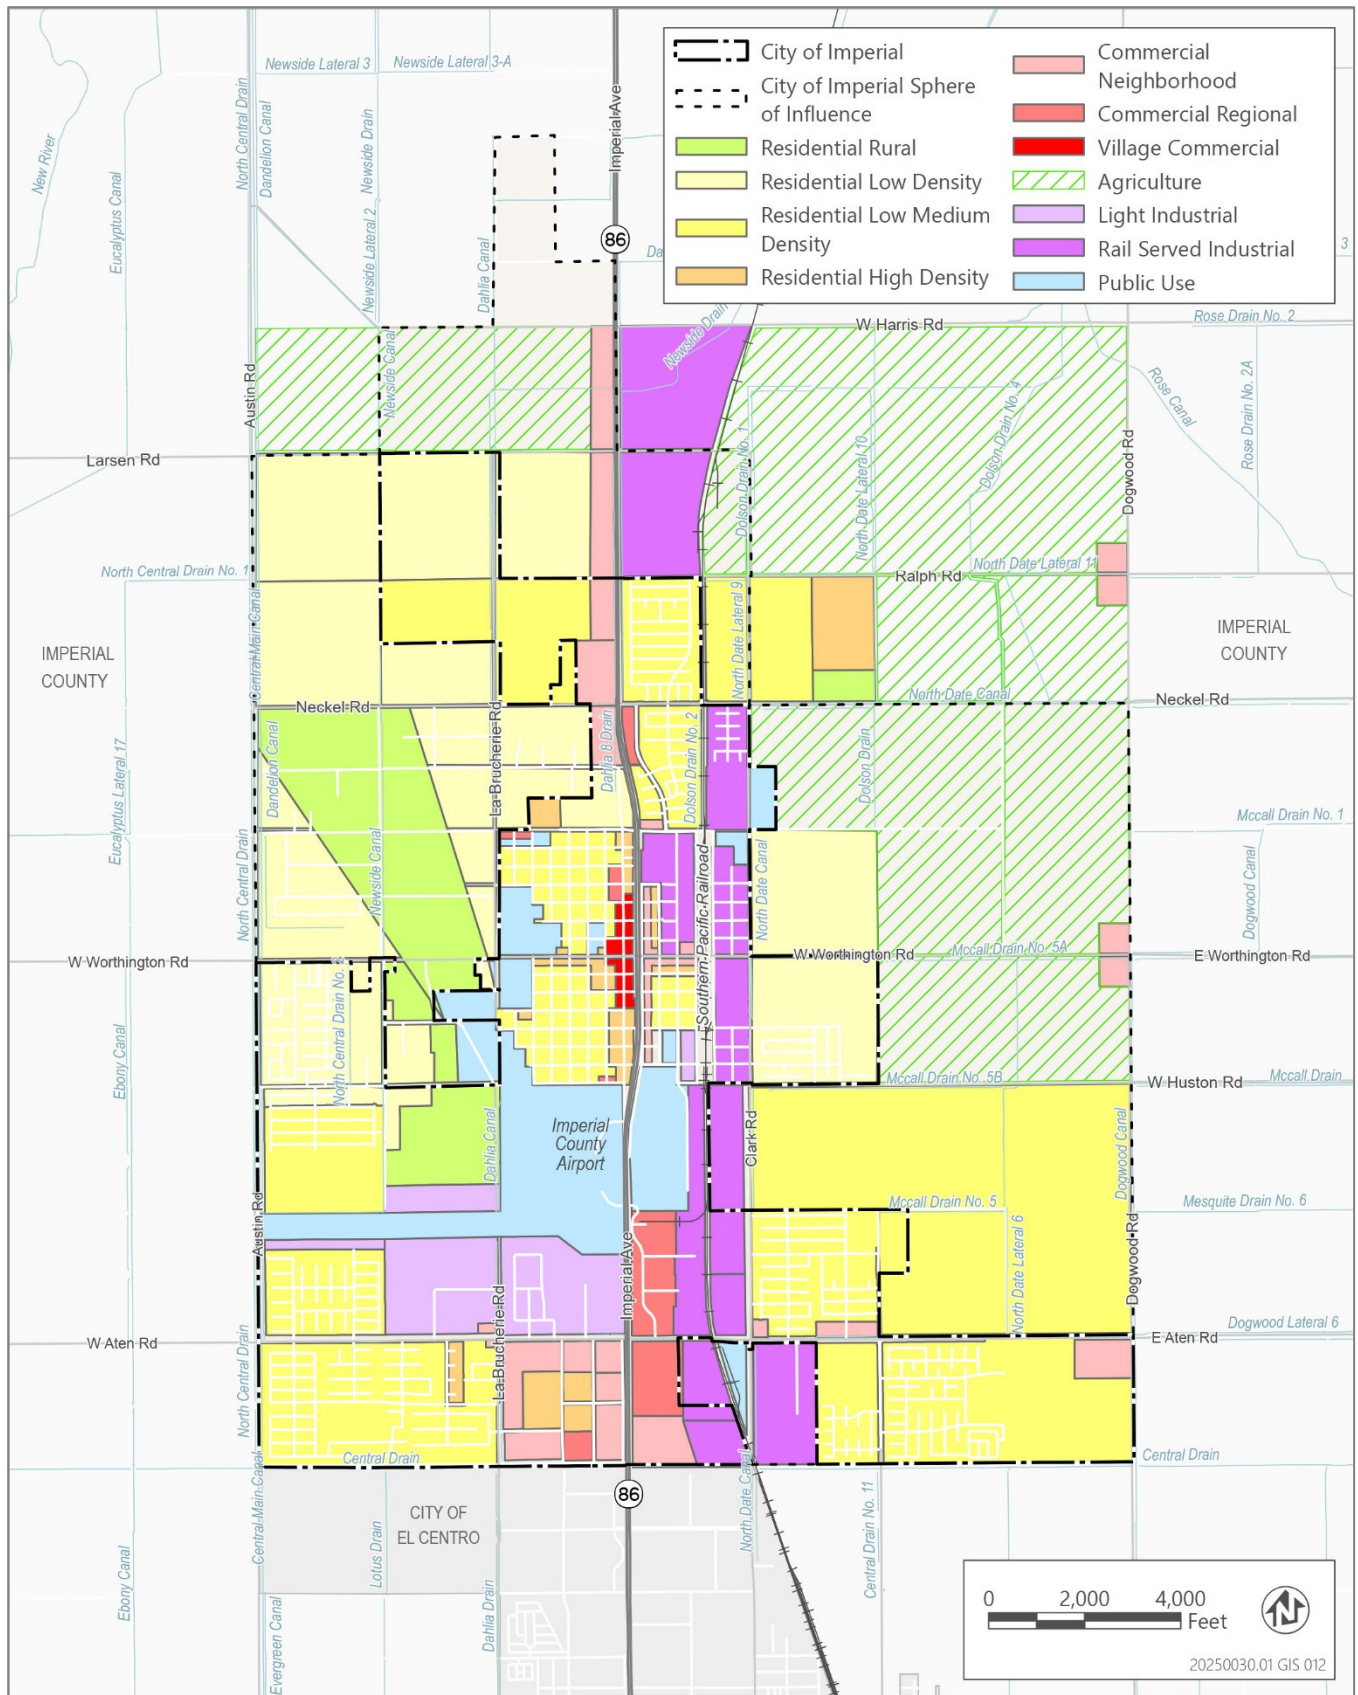 Newside Lateral 3
Newside Lateral 3-A
New River
Eucalyptus Canal
North Central Drain
Dandelion Canal
Newside Drain
Newside Lateral 2
Dahlia Canal
Imperial Ave
86
Da
3
City of Imperial
City of Imperial Sphere
of Influence
Residential Rural
Residential Low Density
Residential Low Medium
Density
Residential High Density
Commercial
Neighborhood
Commercial Regional
Village Commercial
Agriculture
Light Industrial
Rail Served Industrial
Public Use
W Harris Rd
Rose Drain No. 2
Newside Drain
Newside Canal
Austin Rd
Rose Canal
Rose Drain No. 2A
Dolson Drain No. 4
Dolson Drain No. 1
North Date Lateral 10
Dogwood Rd
Larsen Rd
North Central Drain No. 1
North Date Lateral 11
Ralph Rd
North Date Lateral 9
Central Main Canal
IMPERIAL
COUNTY
IMPERIAL
COUNTY
North Date Canal
Neckel Rd
Neckel Rd
La Brucherie Rd
Dandelion Canal
Eucalyptus Lateral 17
Dahlia 8 Drain
Dolson Drain No. 2
Dolson Drain
Mccall Drain No. 1
North Central Drain
Newside Canal
Southern Pacific Railroad
North Date Canal
Dogwood Canal
W Worthington Rd
W Worthington Rd
Mccall Drain No. 5A
E Worthington Rd
North Central Drain No. 2
Ebony Canal
Mccall Drain No. 5B
W Huston Rd
Mccall Drain
Imperial
County
Airport
Dahlia Canal
Clark Rd
Dogwood Canal
Mccall Drain No. 5
Mesquite Drain No. 6
Austin Rd
Imperial Ave
La Brucherie Rd
North Date Lateral 6
Dogwood Rd
Dogwood Lateral 6
W Aten Rd
E Aten Rd
North Central Drain
Central Drain
Central Drain
Central Main Canal
North Date Canal
86
CITY OF
EL CENTRO
Lotus Drain
Central Drain No. 11
Ebony Canal
Evergreen Canal
Dahlia Drain
0 2,000 4,000
Feet
N
20250030.01 GIS 012